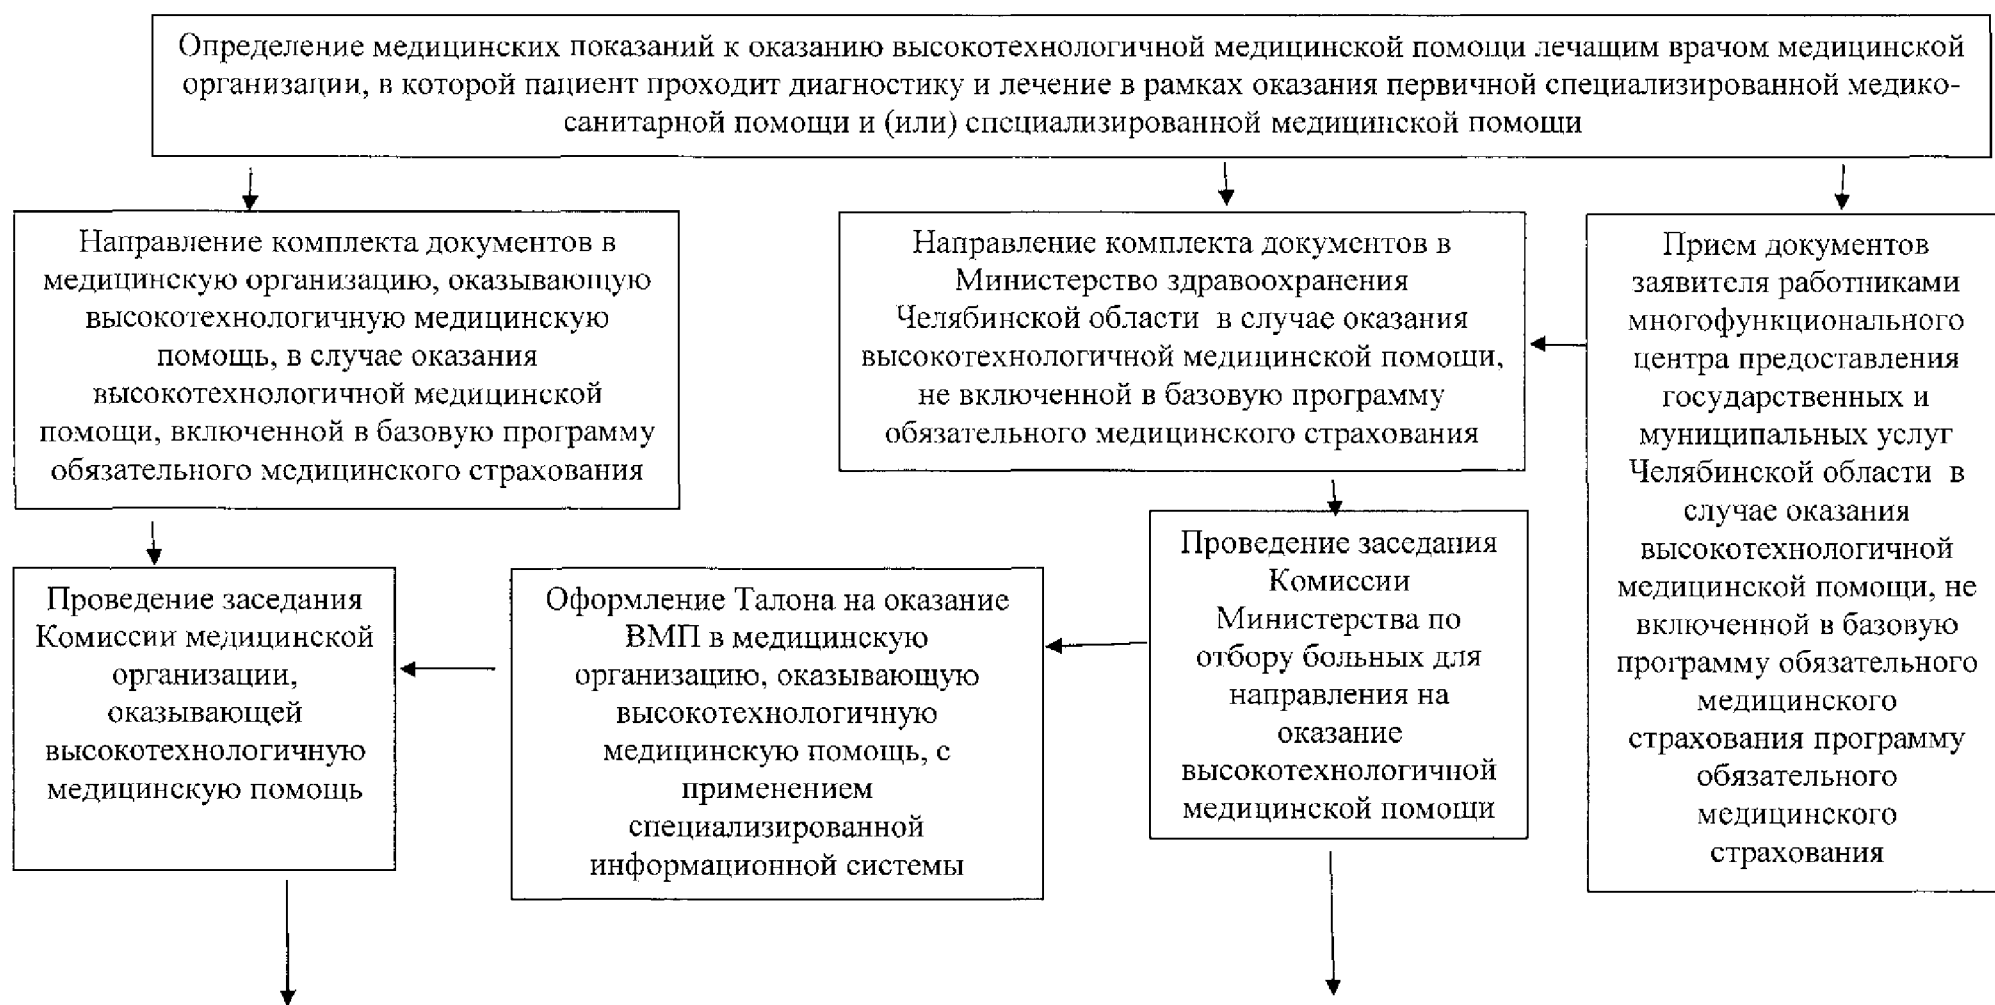 Определение медицинских показаний к оказанию высокотехнологичной медицинской помощи лечащим врачом медицинской
организации, в которой пациент проходит диагностику и лечение в рамках оказания первичной специализированной медико-
санитарной помощи и (или) специализированной медицинской помощи
Направление комплекта документов в
медицинскую организацию, оказывающую
высокотехнологичную медицинскую
помощь, в случае оказания
высокотехнологичной медицинской
помощи, включенной в базовую программу
обязательного медицинского страхования
Направление комплекта документов в
Министерство здравоохранения
Челябинской области в случае оказания
высокотехнологичной медицинской помощи,
не включенной в базовую программу
обязательного медицинского страхования
Прием документов
заявителя работниками
многофункционального
центра предоставления
государственных и
муниципальных услуг
Челябинской области в
случае оказания
высокотехнологичной
медицинской помощи, не
включенной в базовую
программу обязательного
медицинского
страхования программу
обязательного
медицинского
страхования
Проведение заседания
Комиссии медицинской
организации,
оказывающей
высокотехнологичную
медицинскую помощь
Оформление Талона на оказание
ВМП в медицинскую
организацию, оказывающую
высокотехнологичную
медицинскую помощь, с
применением
специализированной
информационной системы
Проведение заседания
Комиссии
Министерства по
отбору больных для
направления на
оказание
высокотехнологичной
медицинской помощи